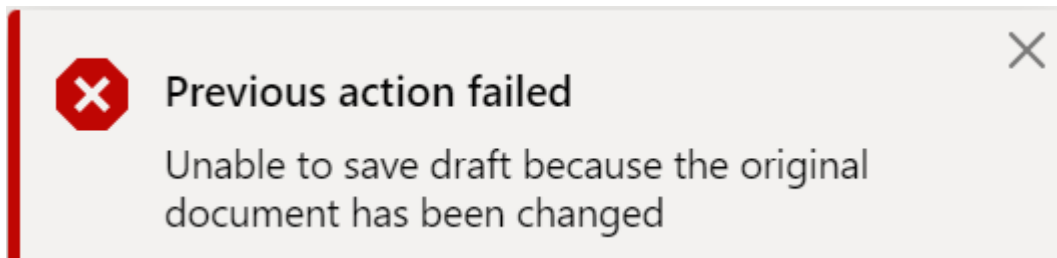 Previous action failed
Unable to save draft because the original
document has been changed